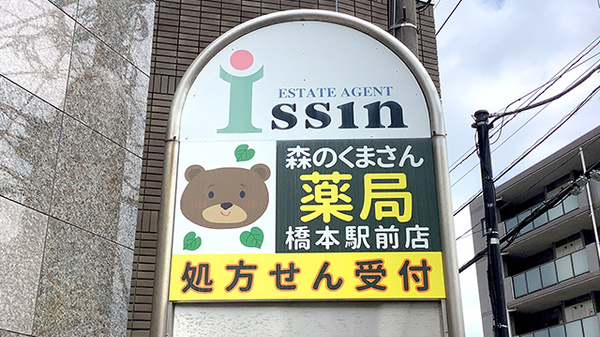 ESTATE AGENT
issin
森のくまさん
薬局
橋本駅前店
処方せん受付